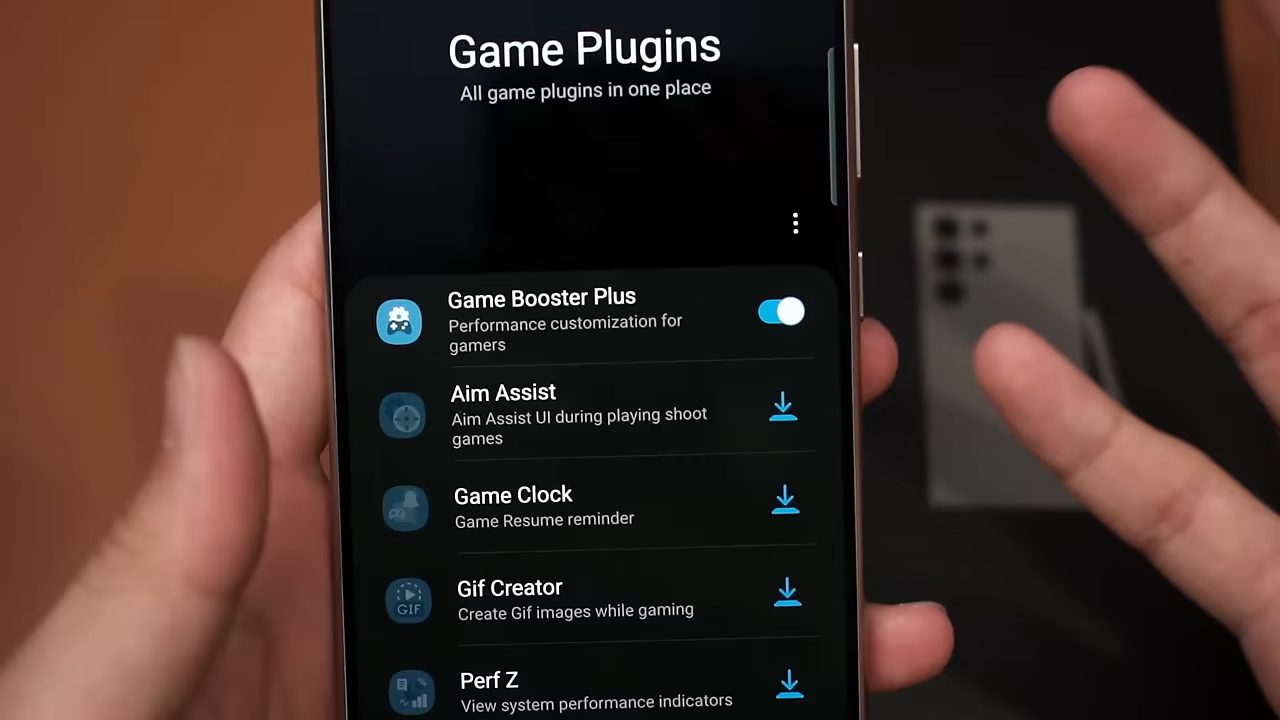 Game Plugins
All game plugins in one place
Game Booster Plus
Performance customization for
gamers
Aim Assist
Aim Assist UI during playing shoot
games
Game Clock
Game Resume reminder
Gif Creator
GIF
Create Gif images while gaming
Perf Z
View system performance indicators